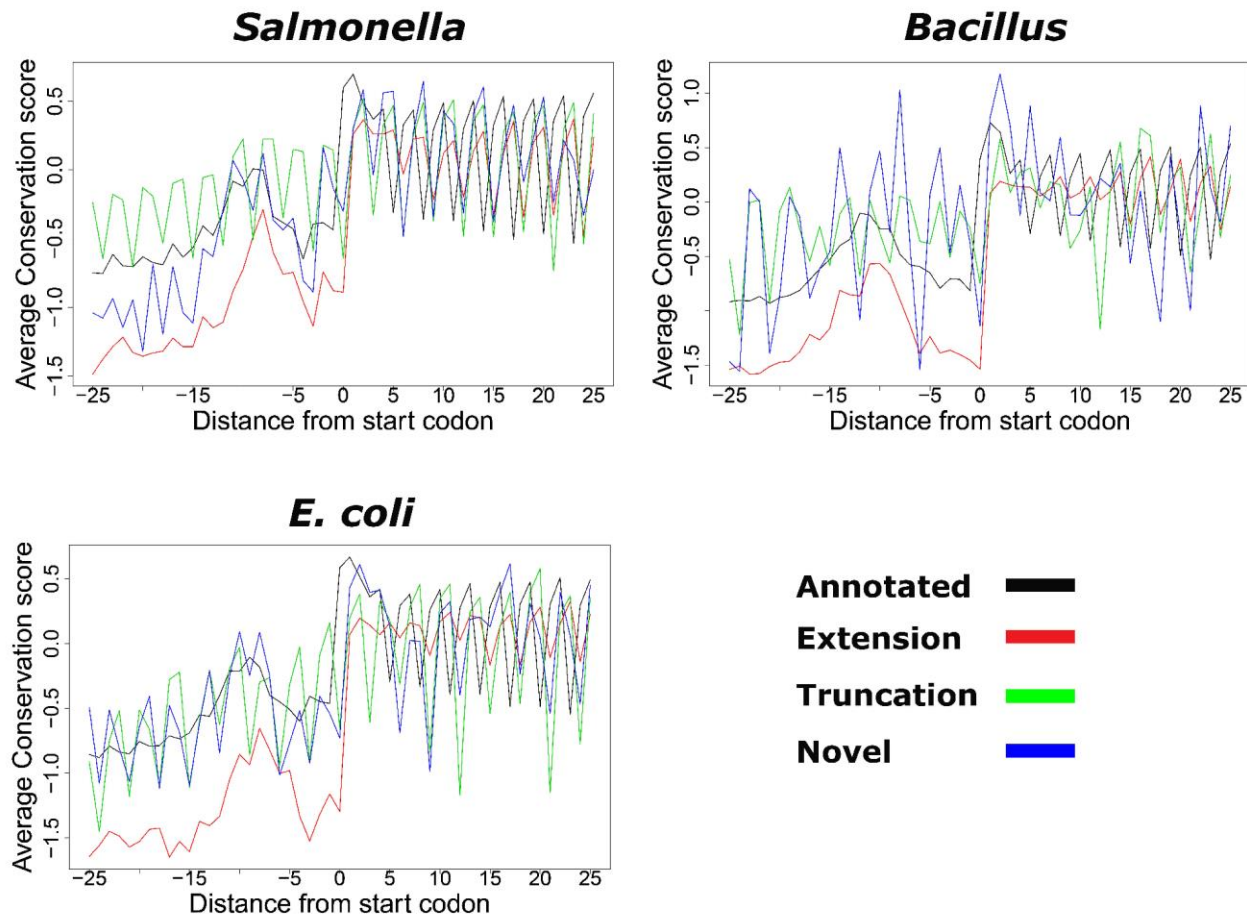 Salmonella
Average Conservation score
0.5
0.0
−0.5
−1.0
−1.5
−25 −15 −5 0 5 10 15 20 25
Distance from start codon
Bacillus
Average Conservation score
1.0
0.5
0.0
−0.5
−1.5
−25 −15 −5 0 5 10 15 20 25
Distance from start codon
E. coli
Average Conservation score
0.5
0.0
−0.5
−1.0
−1.5
−25 −15 −5 0 5 10 15 20 25
Distance from start codon
Annotated
Extension
Truncation
Novel